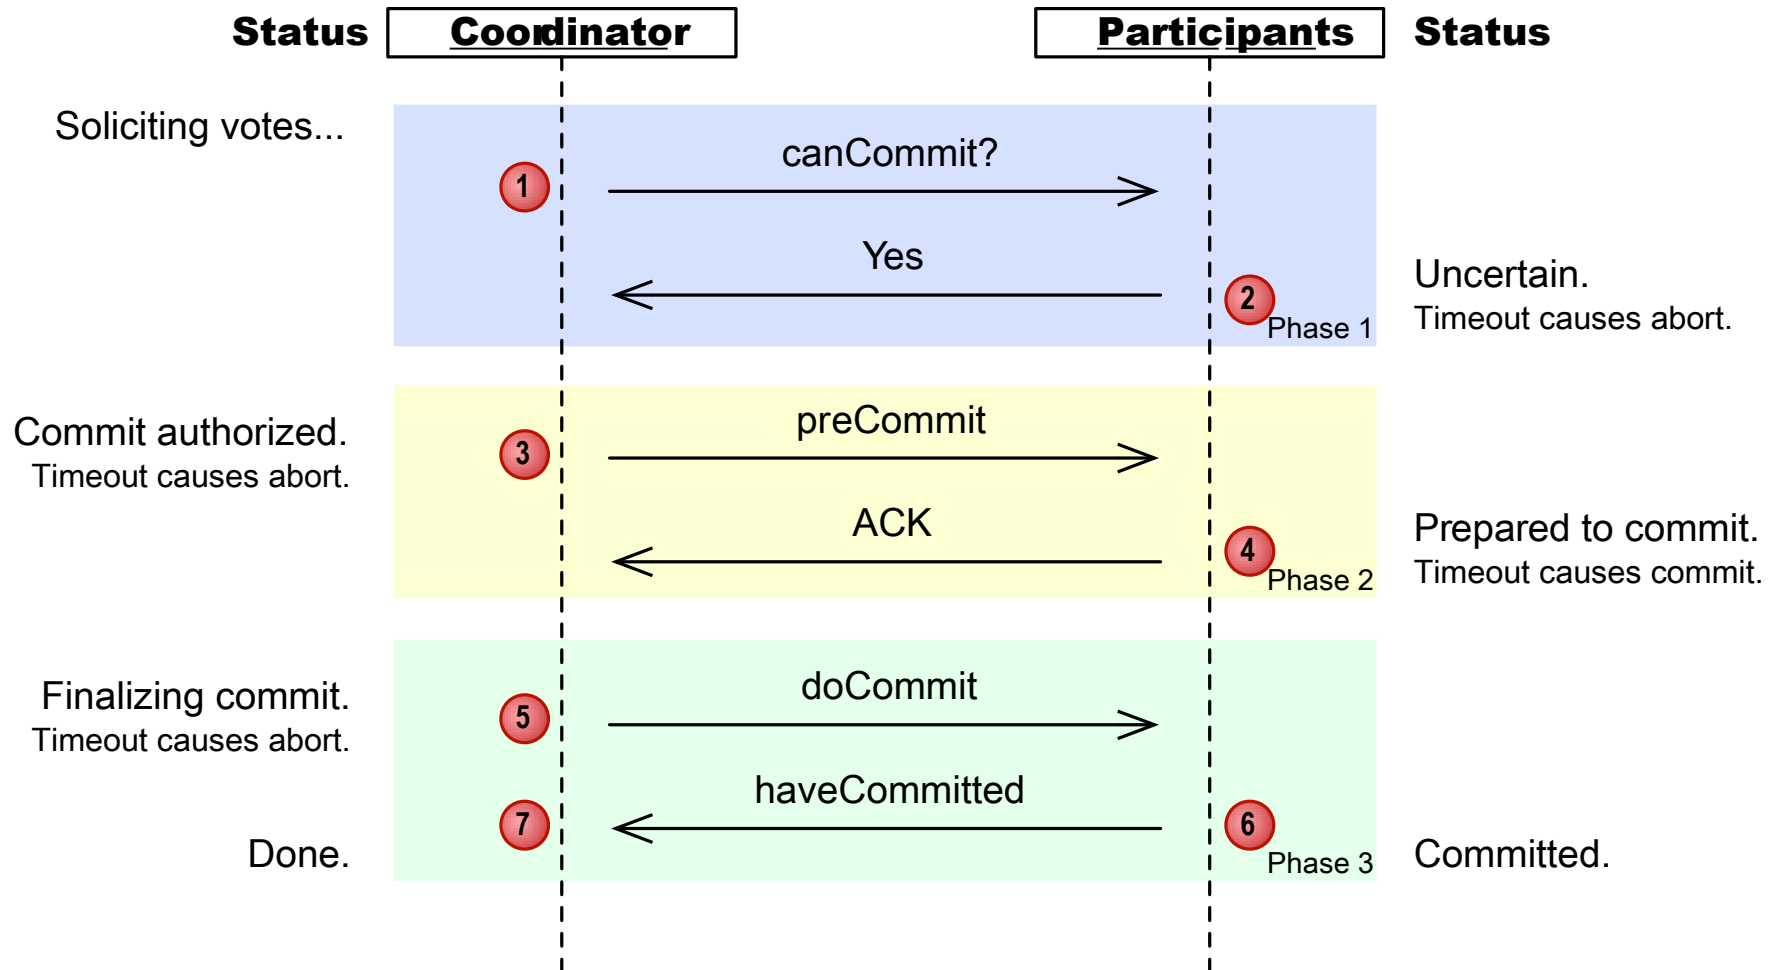 Status Coordinator Participants Status
Soliciting votes...
canCommit?
1
Yes
2
Phase 1
Uncertain.
Timeout causes abort.
Commit authorized.
Timeout causes abort.
preCommit
3
ACK
4
Phase 2
Prepared to commit.
Timeout causes commit.
Finalizing commit.
Timeout causes abort.
doCommit
5
haveCommitted
7
6
Phase 3
Done.
Committed.